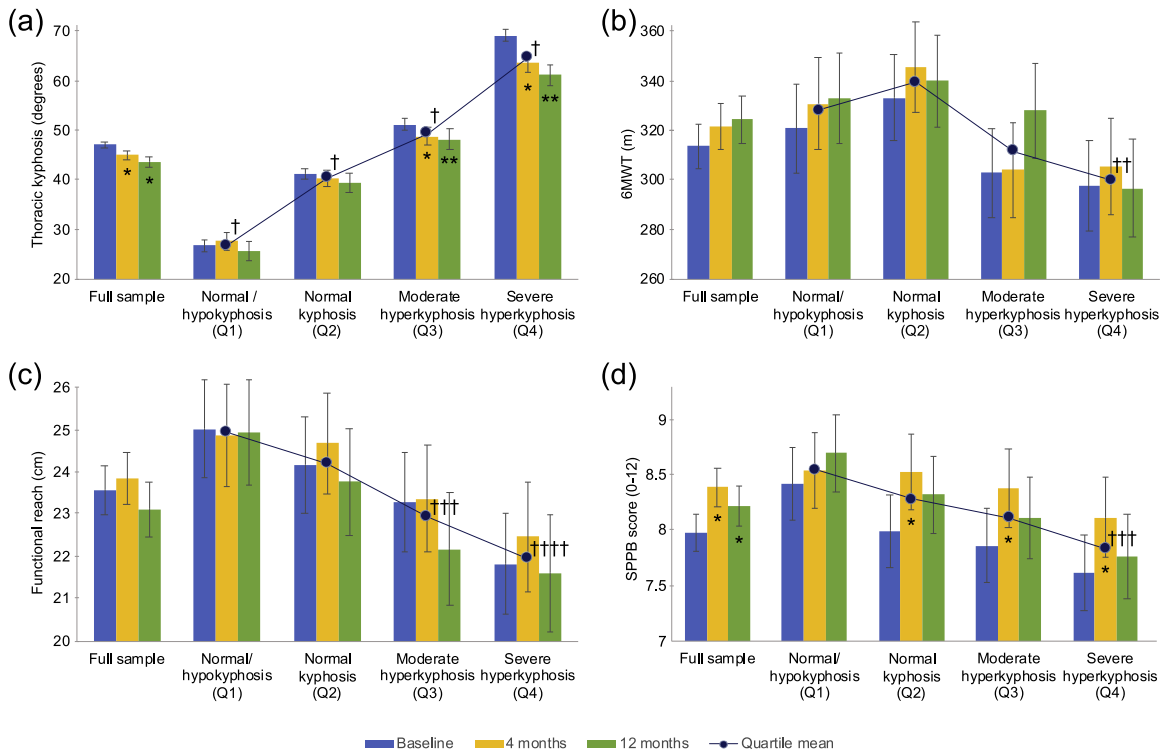 (a)
Thoracic kyphosis (degrees)
70
60
50
40
30
20
*
*
†
†
*
**
†
*
**
†
Full sample
Normal /
hypokyphosis
(Q1)
Normal
kyphosis
(Q2)
Moderate
hyperkyphosis
(Q3)
Severe
hyperkyphosis
(Q4)
(b)
6MWT (m)
360
340
320
300
280
260
††
Full sample
Normal/
hypokyphosis
(Q1)
Normal
kyphosis
(Q2)
Moderate
hyperkyphosis
(Q3)
Severe
hyperkyphosis
(Q4)
(c)
Functional reach (cm)
26
25
24
23
22
21
20
†††
††††
Full sample
Normal/
hypokyphosis
(Q1)
Normal
kyphosis
(Q2)
Moderate
hyperkyphosis
(Q3)
Severe
hyperkyphosis
(Q4)
(d)
SPPB score (0-12)
9
8.5
8
7.5
7
*
*
*
*
*
†††
Full sample
Normal/
hypokyphosis
(Q1)
Normal
kyphosis
(Q2)
Moderate
hyperkyphosis
(Q3)
Severe
hyperkyphosis
(Q4)
Baseline 4 months 12 months Quartile mean